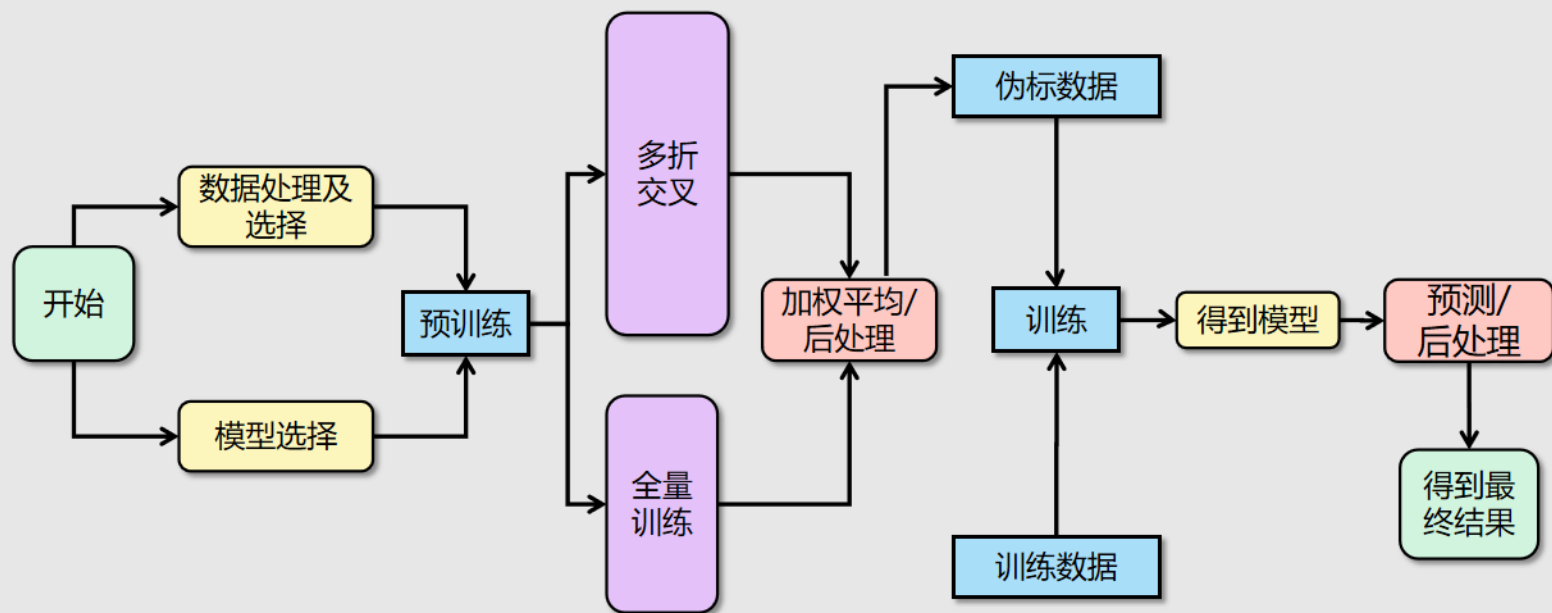 开始
数据处理及
选择
模型选择
预训练
多折
交叉
全量
训练
加权平均/
后处理
伪标数据
训练
训练数据
得到模型
预测/
后处理
得到最
终结果